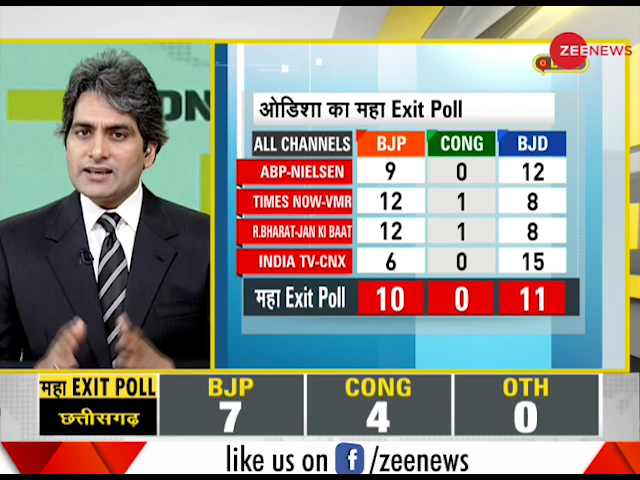 ZEENEWS
ON
ओडिशा का महा Exit Poll
ALL CHANNELS BJP CONG BJD
ABP-NIELSEN 9 0 12
TIMES NOW-VMR 12 1 8
R.BHARAT-JAN KI BAAT 12 1 8
INDIA TV-CNX 6 0 15
महा Exit Poll 10 0 11
महा EXIT POLL BJP CONG OTH
छत्तीसगढ़ 7 4 0
like us on f/zeenews